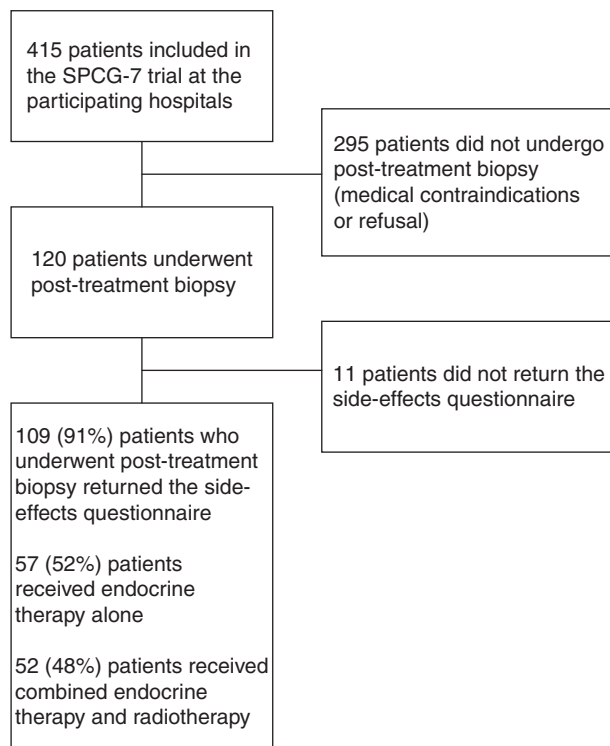 415 patients included in
the SPCG-7 trial at the
participating hospitals
295 patients did not undergo
post-treatment biopsy
(medical contraindications
or refusal)
120 patients underwent
post-treatment biopsy
11 patients did not return the
side-effects questionnaire
109 (91%) patients who
underwent post-treatment
biopsy returned the side-
effects questionnaire
57 (52%) patients
received endocrine
therapy alone
52 (48%) patients received
combined endocrine
therapy and radiotherapy